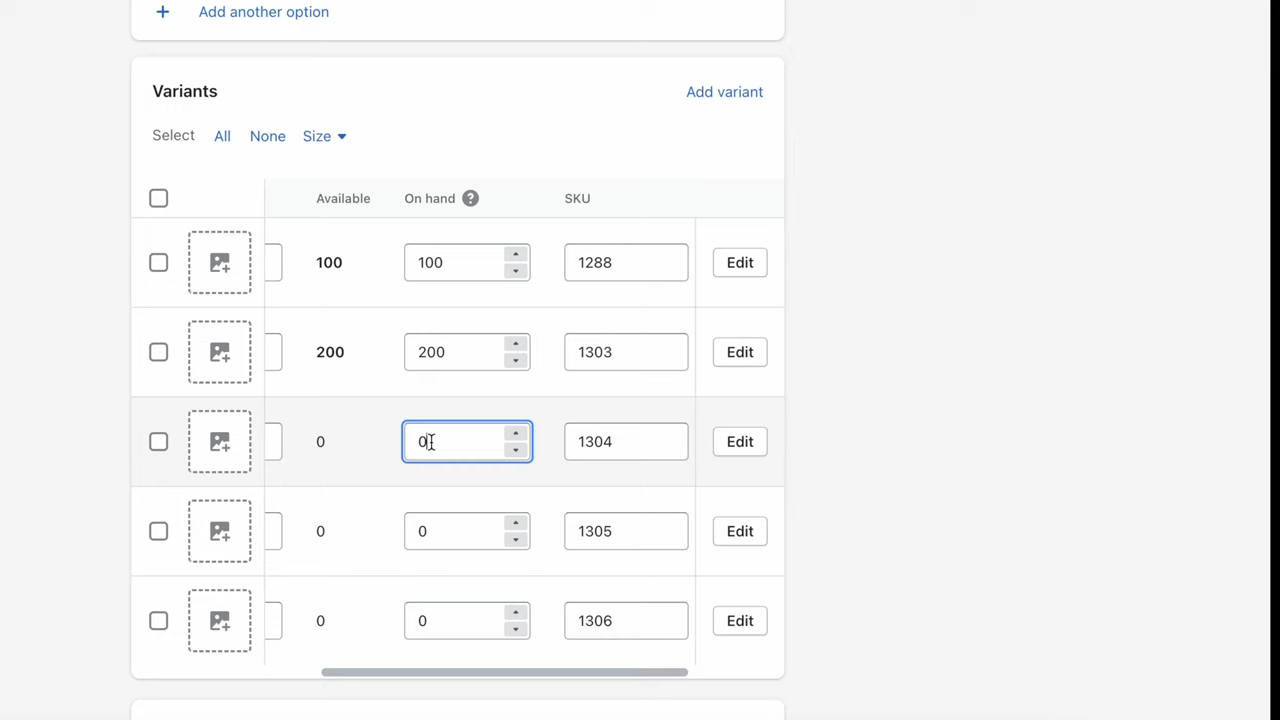 + Add another option
Variants
Add variant
Select All None Size
Available On hand ? SKU
100 100 1288 Edit
200 200 1303 Edit
0 0 1304 Edit
0 0 1305 Edit
0 0 1306 Edit